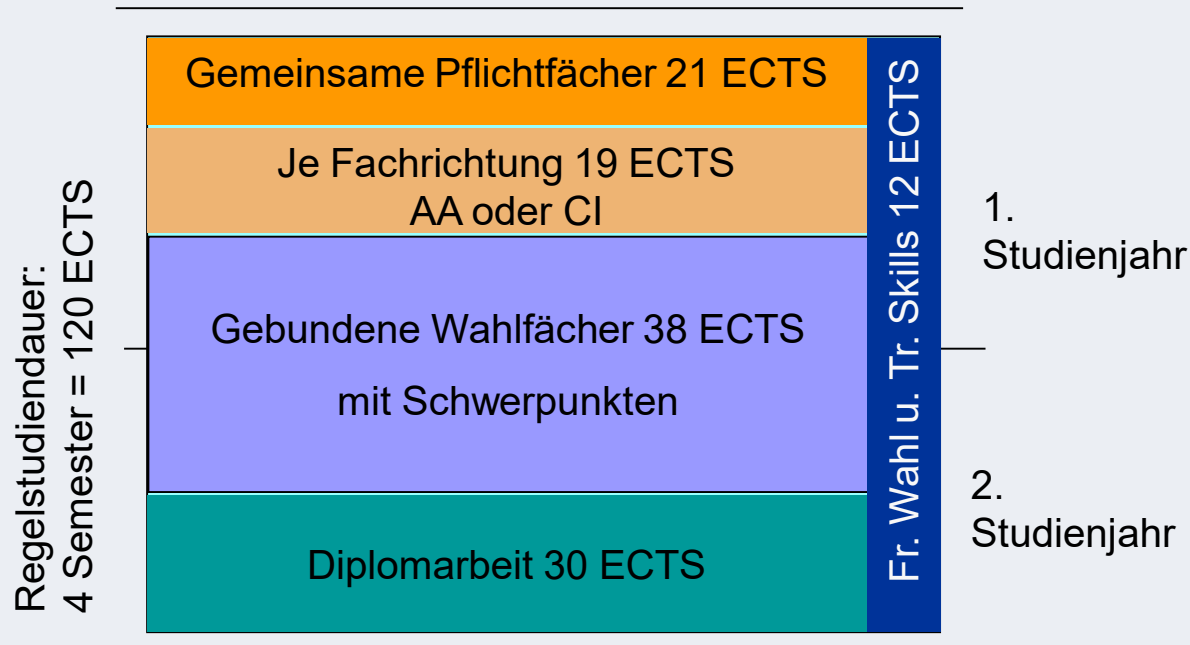 Regelstudiendauer:
4 Semester = 120 ECTS
Gemeinsame Pflichtfächer 21 ECTS
Je Fachrichtung 19 ECTS
AA oder CI
Gebundene Wahlfächer 38 ECTS
mit Schwerpunkten
Diplomarbeit 30 ECTS
Fr. Wahl u. Tr. Skills 12 ECTS
1.
Studienjahr
2.
Studienjahr